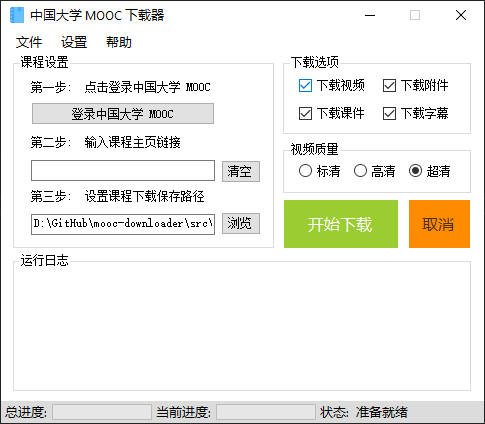 中国大学 MOOC 下载器
文件 设置 帮助
课程设置
第一步: 点击登录中国大学 MOOC
登录中国大学 MOOC
第二步: 输入课程主页链接
清空
第三步: 设置课程下载保存路径
D:\GitHub\mooc-downloader\src\
浏览
下载选项
下载视频 下载附件
下载课件 下载字幕
视频质量
标清 高清 超清
开始下载 取消
运行日志
总进度: 当前进度: 状态: 准备就绪